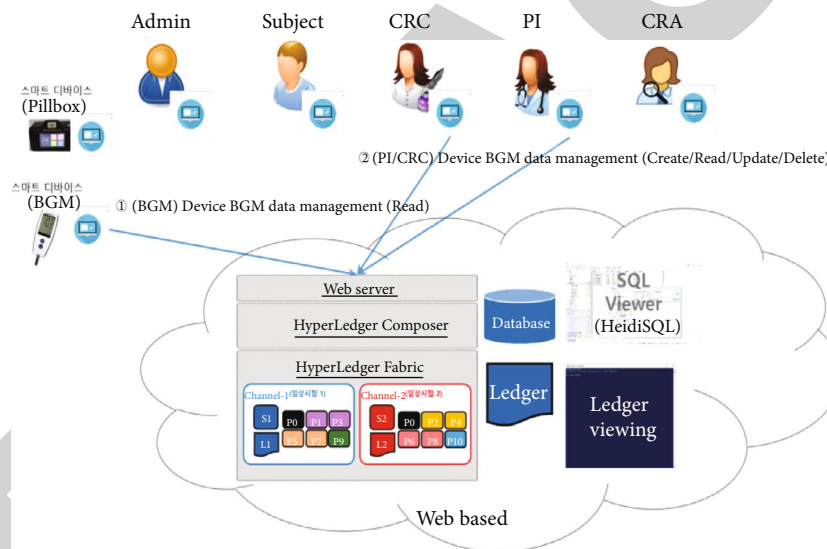 Admin
Subject
CRC
PI
CRA
스마트 디바이스
(Pillbox)
② (PI/CRC) Device BGM data management (Create/Read/Update/Delete)
스마트 디바이스
(BGM)
① (BGM) Device BGM data management (Read)
Web server
HyperLedger Composer
Database
SQL
Viewer
(HeidiSQL)
HyperLedger Fabric
Channel-1(임상시험 1)
S1
P0
P1
P3
L1
P5
P7
P9
Channel-2(임상시험 2)
S2
P0
P2
P4
L2
P6
P8
P10
Ledger
Ledger
viewing
Web based